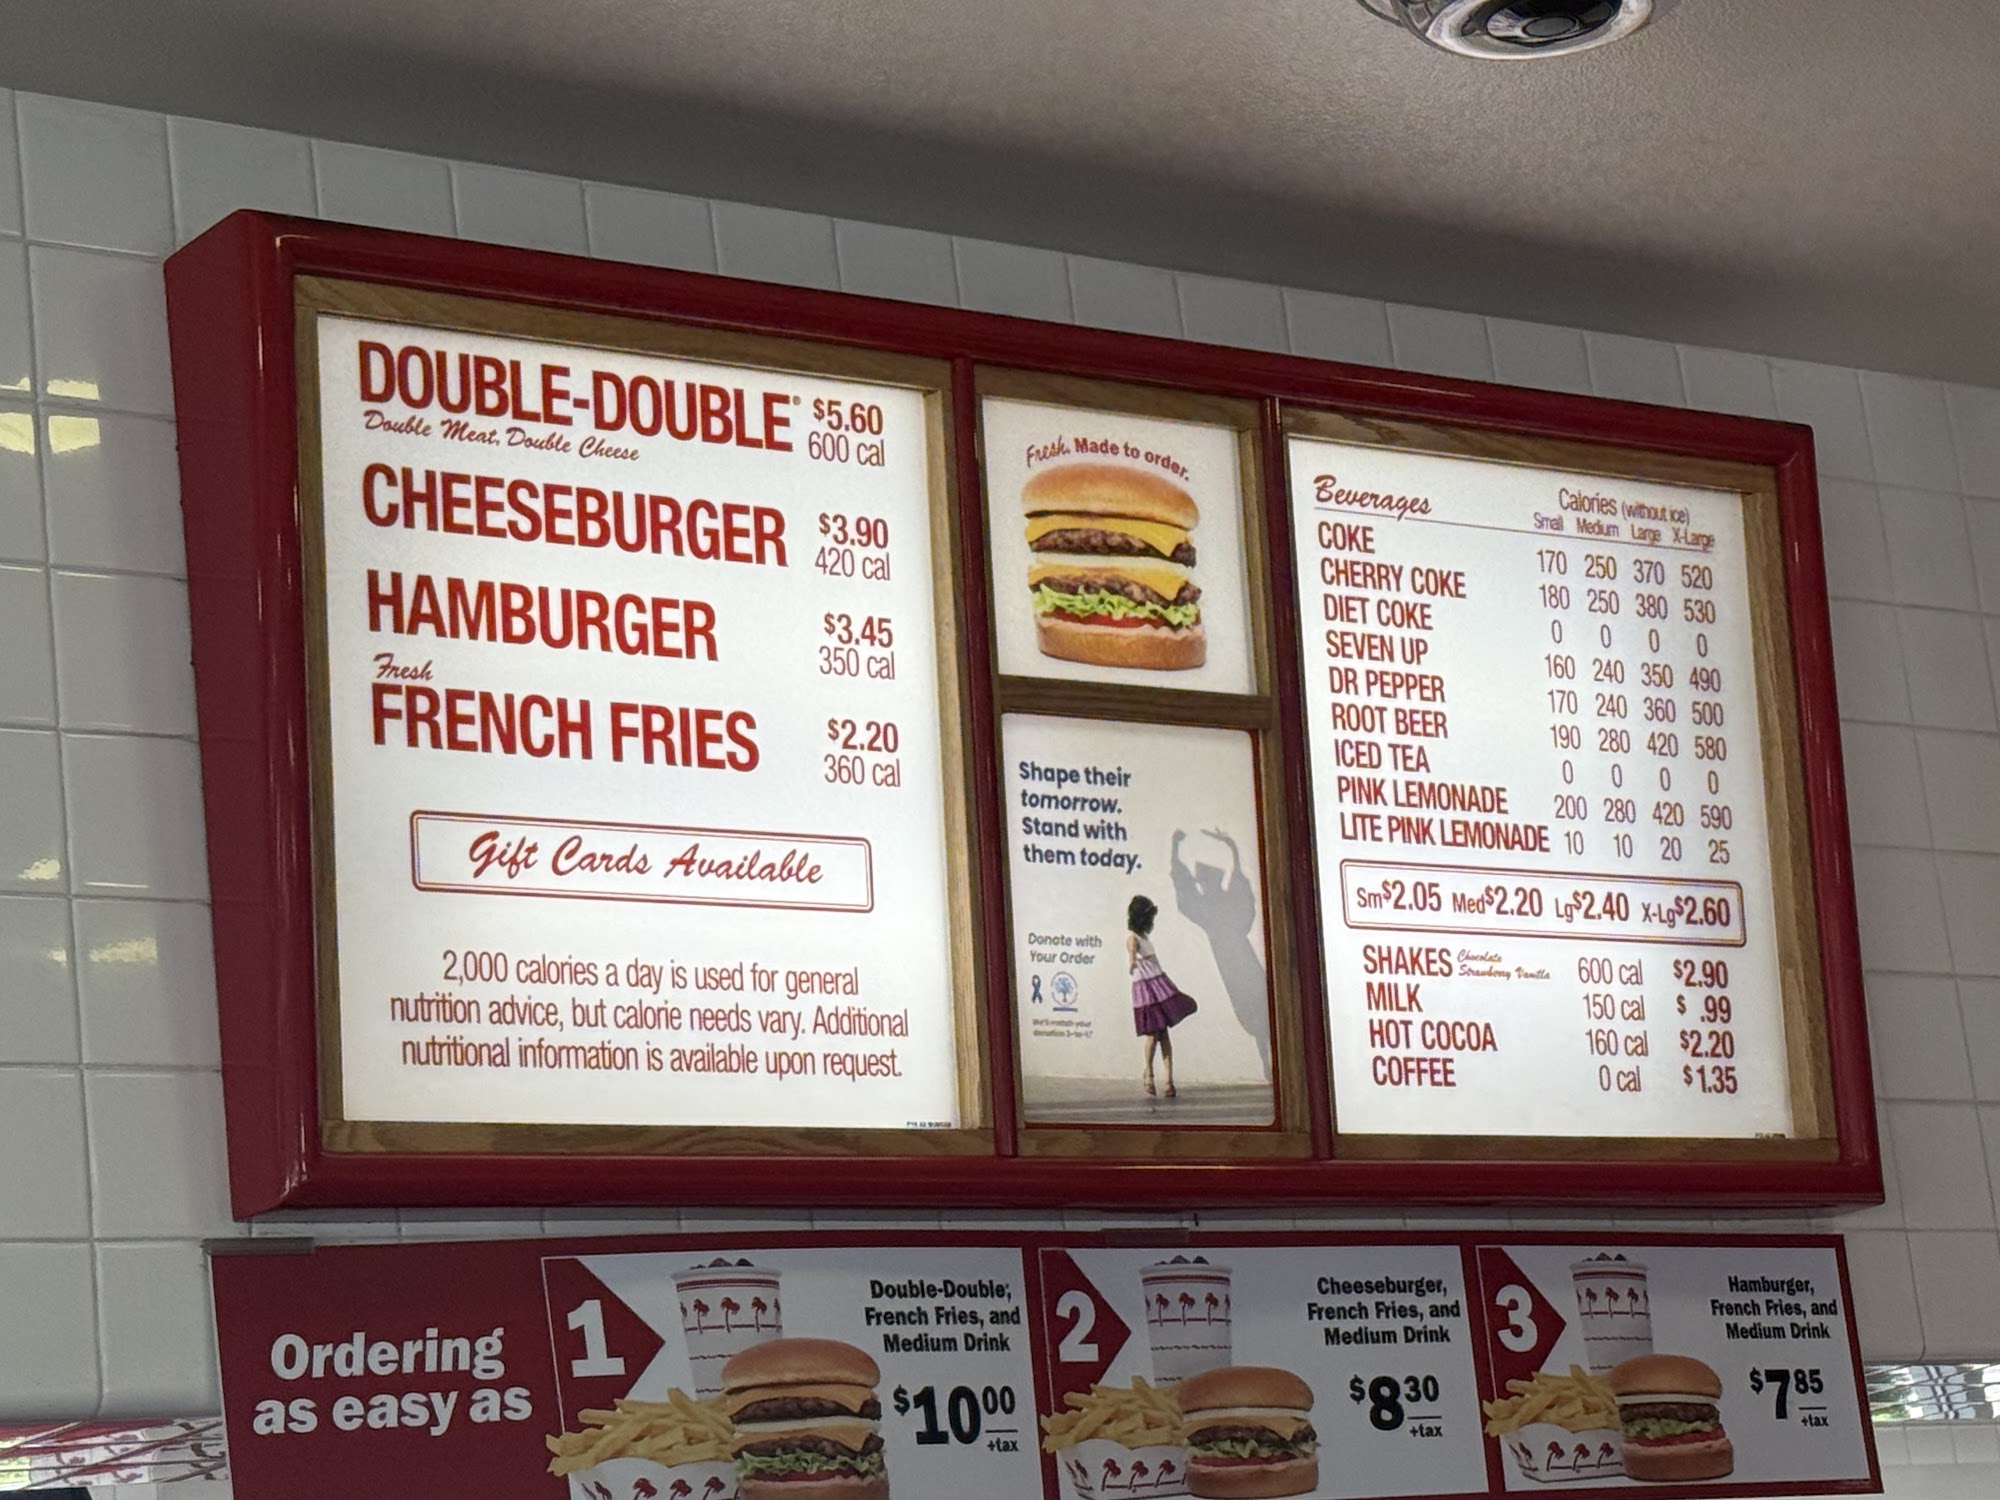 DOUBLE-DOUBLE® $5.60
Double Meat, Double Cheese 600 cal
CHEESEBURGER $3.90
420 cal
HAMBURGER $3.45
350 cal
Fresh
FRENCH FRIES $2.20
360 cal
Gift Cards Available
2,000 calories a day is used for general
nutrition advice, but calorie needs vary. Additional
nutritional information is available upon request.
Fresh. Made to order.
Shape their
tomorrow.
Stand with
them today.
Donate with
Your Order
We'll match your
Beverages Calories (without ice)
Small Medium Large X-Large
COKE 170 250 370 520
CHERRY COKE 180 250 380 530
DIET COKE 0 0 0 0
SEVEN UP 160 240 350 490
DR PEPPER 170 240 360 500
ROOT BEER 190 280 420 580
ICED TEA 0 0 0 0
PINK LEMONADE 200 280 420 590
LITE PINK LEMONADE 10 10 20 25
Sm$2.05 Med$2.20 Lg$2.40 X-Lg$2.60
SHAKES Chocolate Strawberry Vanilla 600 cal $2.90
MILK 150 cal $ .99
HOT COCOA 160 cal $2.20
COFFEE 0 cal $1.35
Ordering
as easy as
1
Double-Double®,
French Fries, and
Medium Drink
$1000
+tax
2
Cheeseburger,
French Fries, and
Medium Drink
$830
+tax
3
Hamburger,
French Fries, and
Medium Drink
$785
+tax